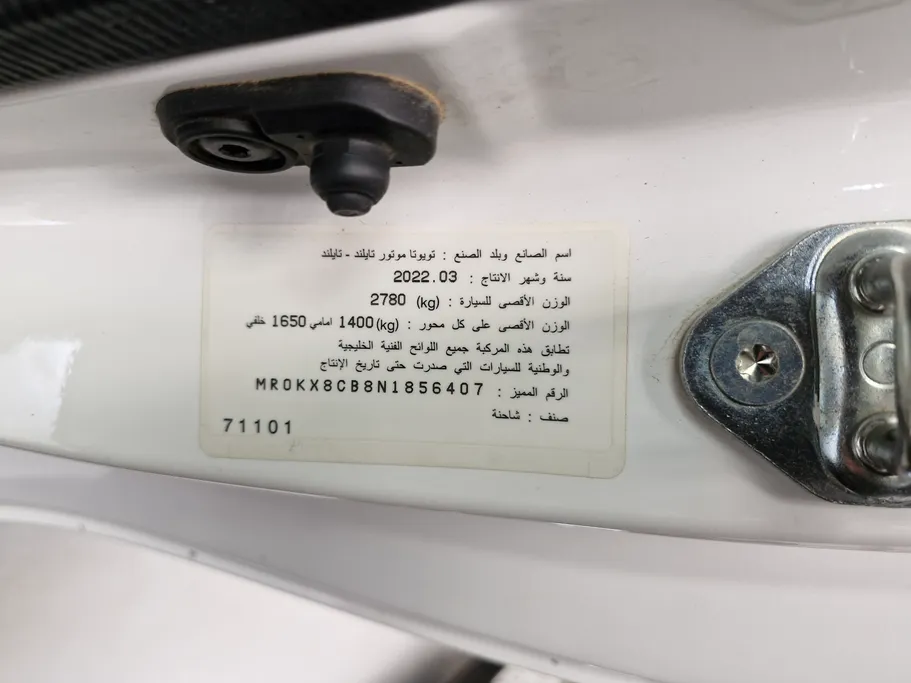 اسم الصانع وبلد الصنع : تويوتا موتور تايلند - تايلند
سنة وشهر الانتاج : 2022.03
الوزن الأقصى للسيارة : (kg) 2780
الوزن الأقصى على كل محور : (kg) 1400 امامي 1650 خلفي
تطابق هذه المركبة جميع اللوائح الفنية الخليجية
والوطنية للسيارات التي صدرت حتى تاريخ الإنتاج
الرقم المميز : MR0KX8CB8N1856407
صنف : شاحنة
71101